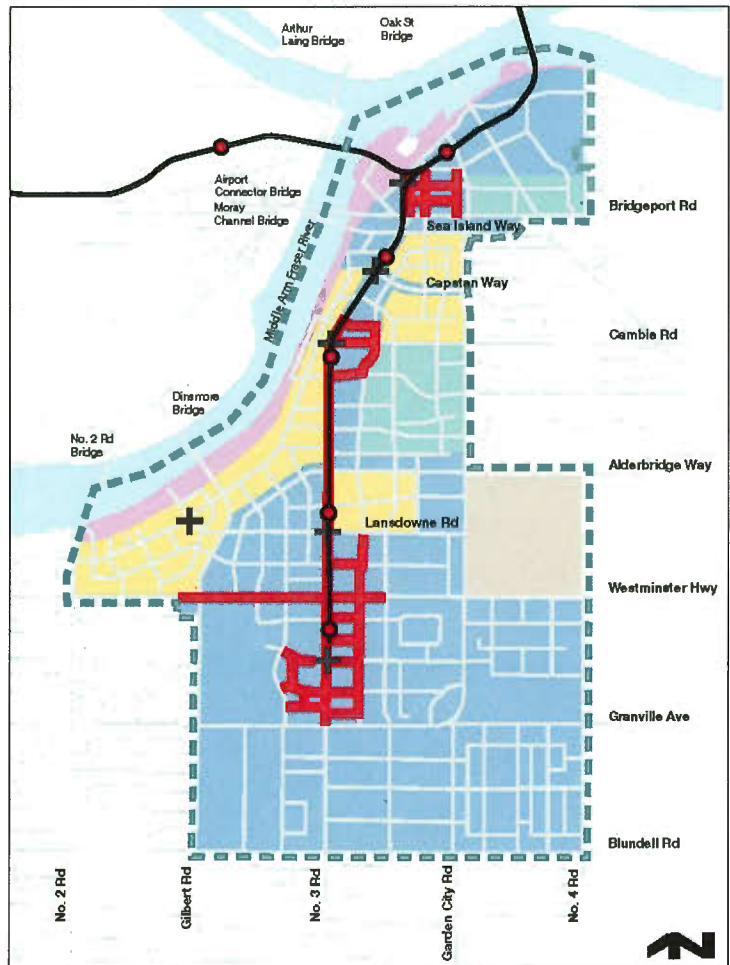 Arthur
Laing Bridge
Oak St
Bridge
Airport
Connector Bridge
Moray
Channel Bridge
Bridgeport Rd
Sea Island Way
Middle Arm Fraser River
Capstan Way
Cambie Rd
Dinsmore
Bridge
No. 2 Rd
Bridge
Alderbridge Way
Lansdowne Rd
Westminster Hwy
Granville Ave
Blundell Rd
No. 2 Rd
Gilbert Rd
No. 3 Rd
Garden City Rd
No. 4 Rd
N